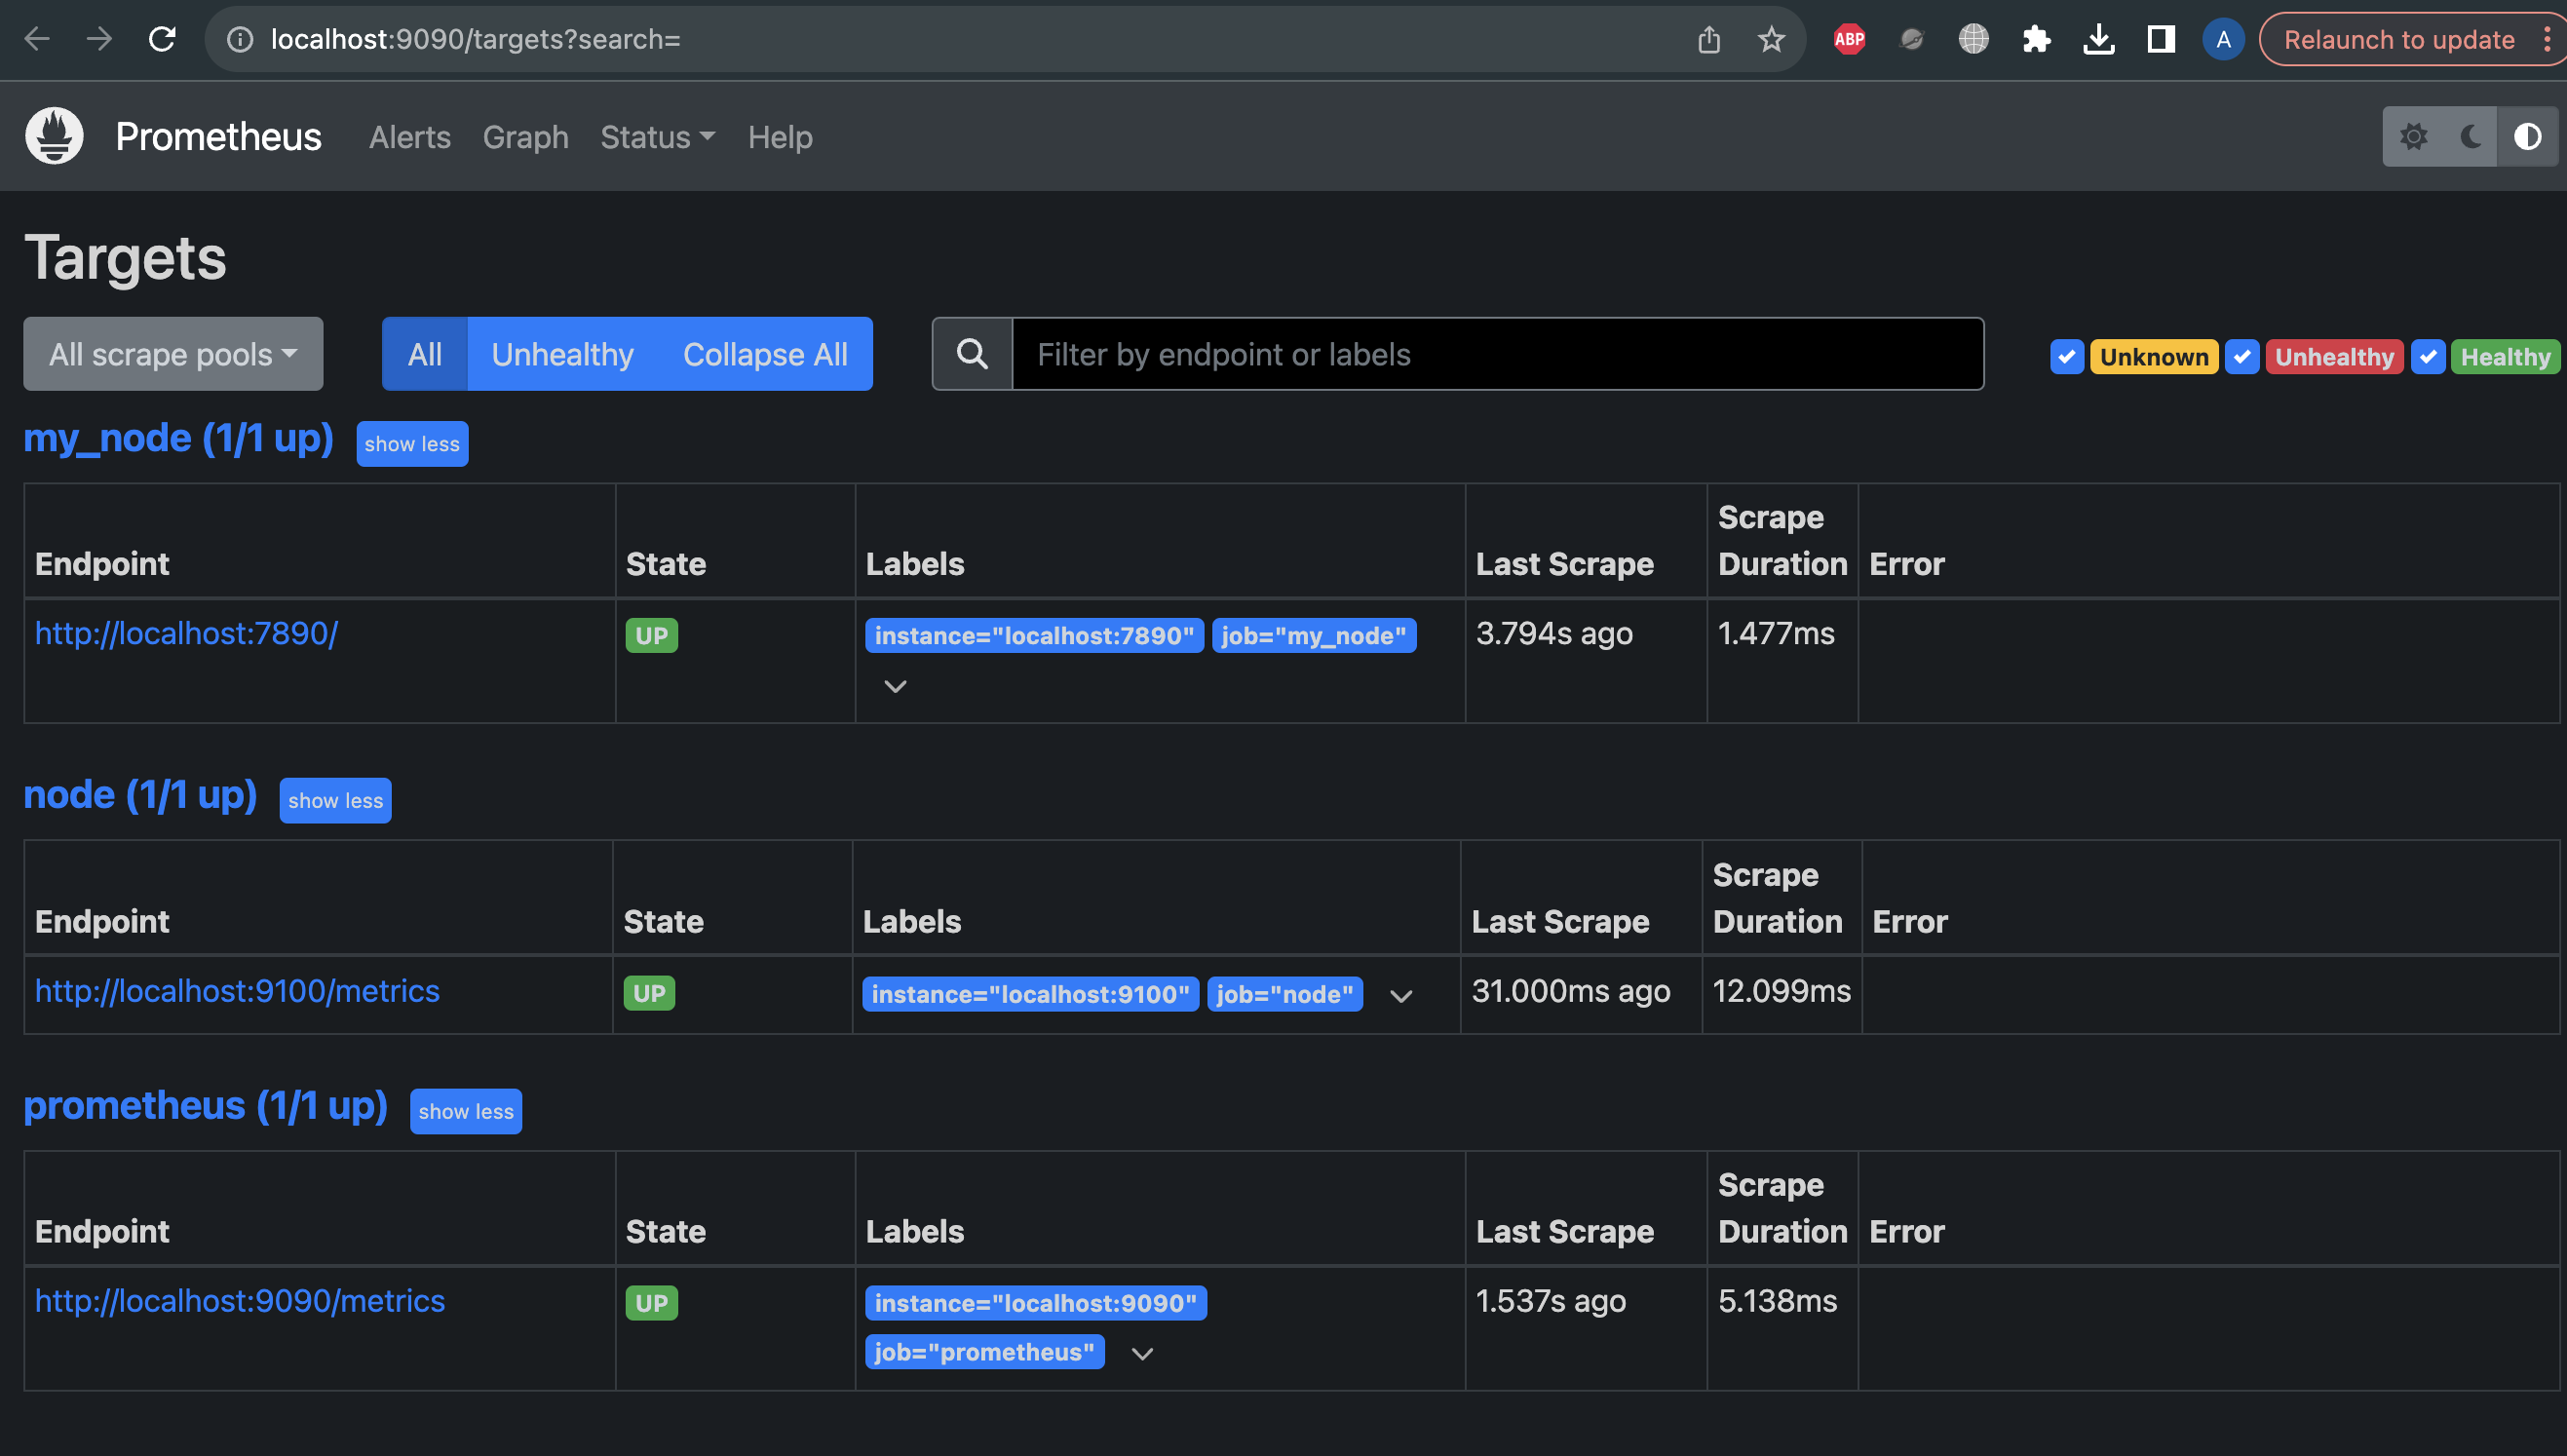 localhost:9090/targets?search=
ABP
A
Relaunch to update
Prometheus Alerts Graph Status Help
Targets
All scrape pools All Unhealthy Collapse All Filter by endpoint or labels Unknown Unhealthy Healthy
my_node (1/1 up) show less
Endpoint State Labels Last Scrape Scrape Duration Error
http://localhost:7890/ UP instance="localhost:7890" job="my_node" 3.794s ago 1.477ms
node (1/1 up) show less
Endpoint State Labels Last Scrape Scrape Duration Error
http://localhost:9100/metrics UP instance="localhost:9100" job="node" 31.000ms ago 12.099ms
prometheus (1/1 up) show less
Endpoint State Labels Last Scrape Scrape Duration Error
http://localhost:9090/metrics UP instance="localhost:9090" job="prometheus" 1.537s ago 5.138ms